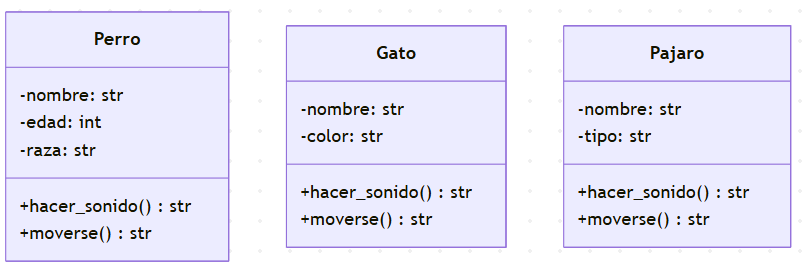 Perro
-nombre: str
-edad: int
-raza: str
+hacer_sonido() : str
+moverse() : str
Gato
-nombre: str
-color: str
+hacer_sonido() : str
+moverse() : str
Pajaro
-nombre: str
-tipo: str
+hacer_sonido() : str
+moverse() : str